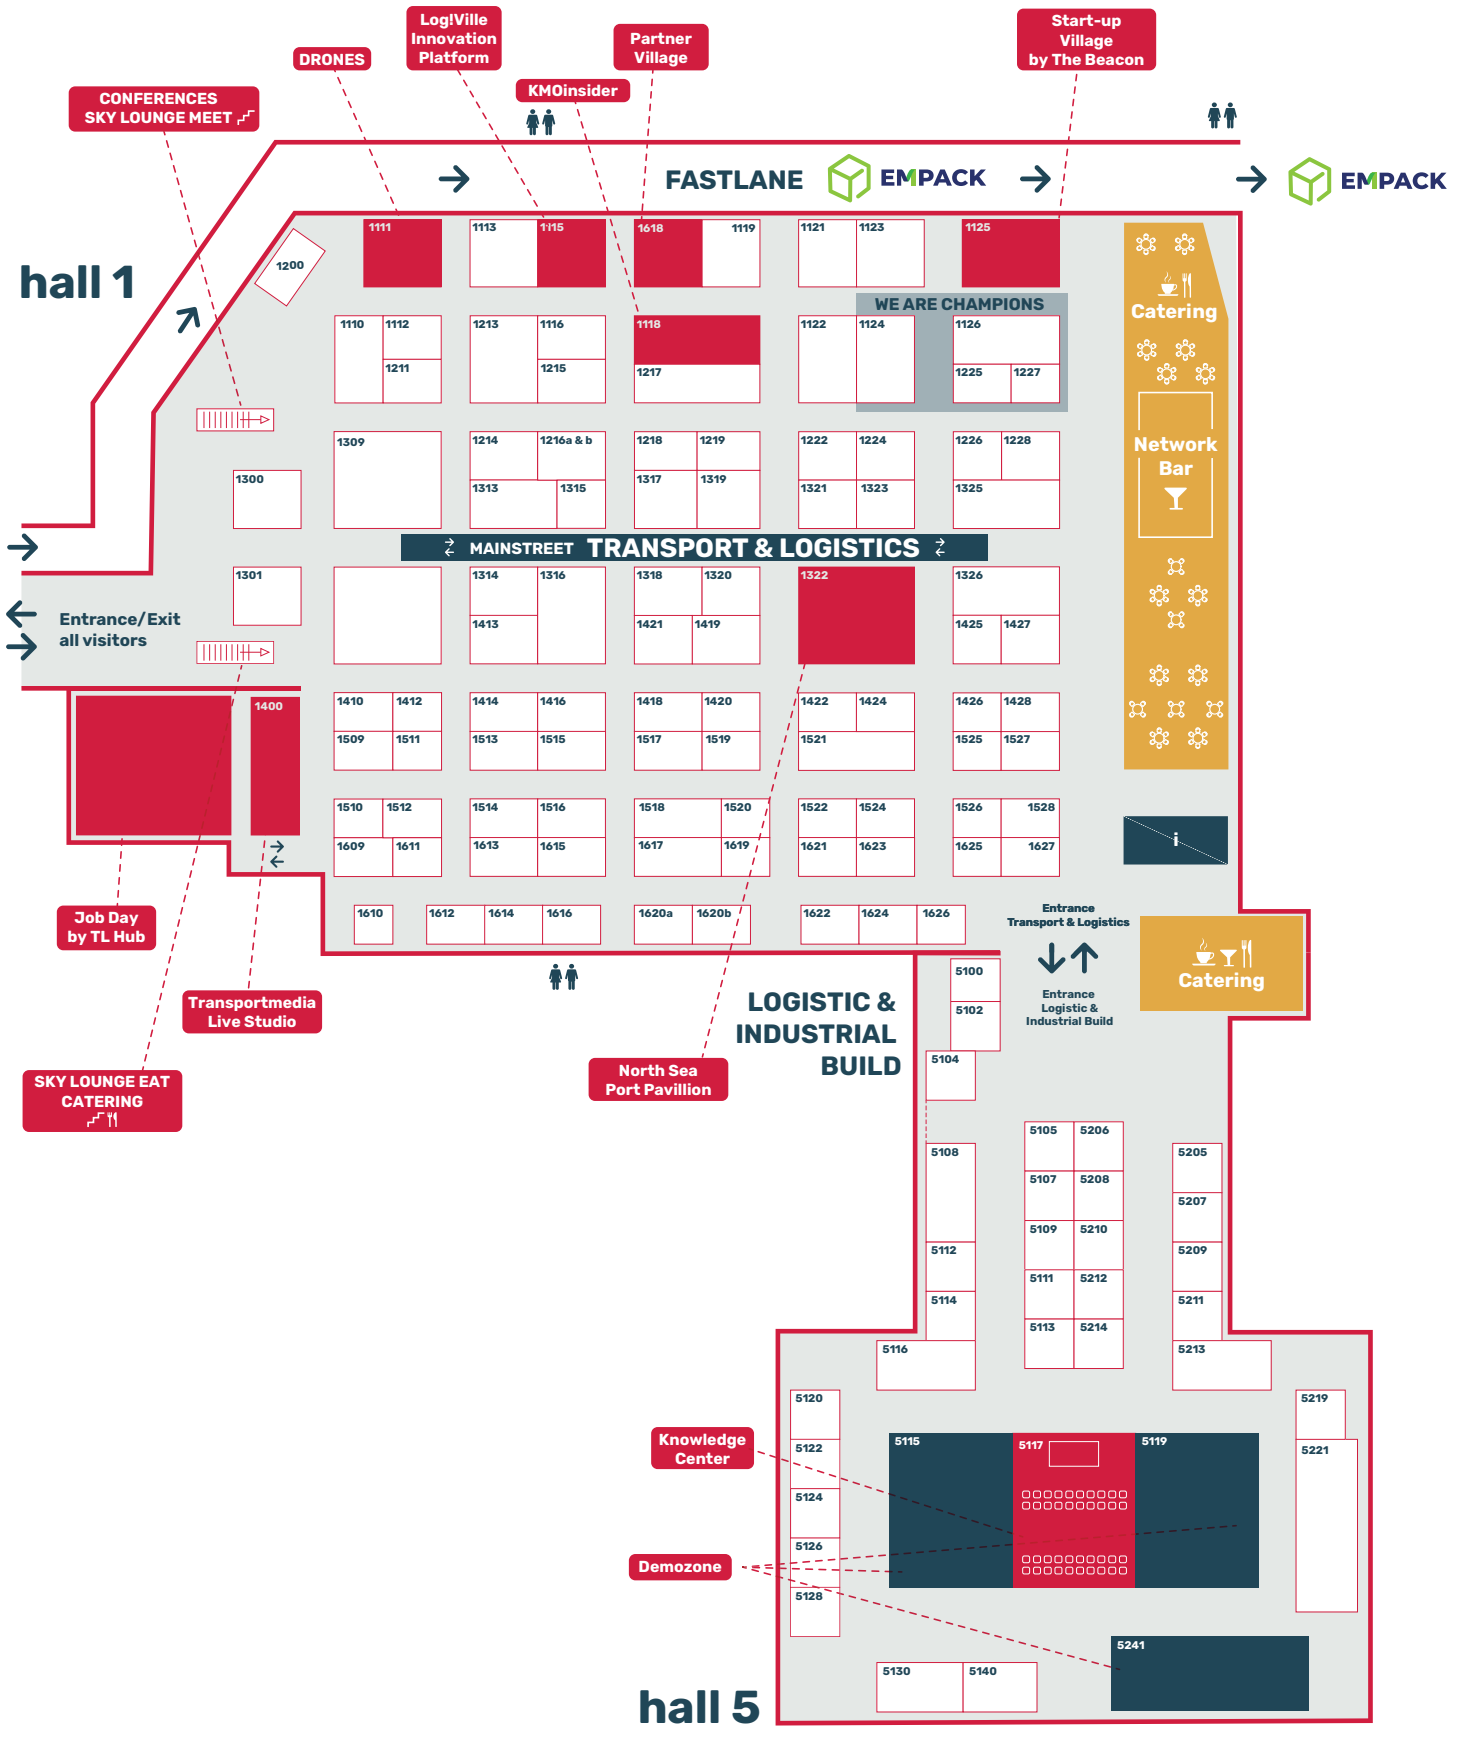 Log!Ville
Innovation
Platform
Start-up
Village
by The Beacon
Partner
Village
DRONES
KMOinsider
CONFERENCES
SKY LOUNGE MEET
FASTLANE
EMPACK
EMPACK
hall 1
1200
1111
1113
1115
1618
1119
1121
1123
1125
WE ARE CHAMPIONS
1110
1112
1211
1213
1116
1215
1118
1217
1122
1124
1126
1225
1227
Catering
Network
Bar
1309
1214
1216a & b
1313
1315
1218
1219
1317
1319
1222
1224
1321
1323
1226
1228
1325
1300
MAINSTREET TRANSPORT & LOGISTICS
1301
1314
1316
1413
1318
1320
1421
1419
1322
1326
1425
1427
Entrance/Exit
all visitors
1400
1410
1412
1509
1511
1414
1416
1513
1515
1418
1420
1517
1519
1422
1424
1521
1426
1428
1525
1527
1510
1512
1609
1611
1514
1516
1613
1615
1518
1520
1617
1619
1522
1524
1621
1623
1526
1528
1625
1627
i
1610
1612
1614
1616
1620a
1620b
1622
1624
1626
Entrance
Transport & Logistics
Entrance
Logistic &
Industrial Build
Catering
Job Day
by TL Hub
Transportmedia
Live Studio
SKY LOUNGE EAT
CATERING
North Sea
Port Pavillion
LOGISTIC &
INDUSTRIAL
BUILD
5100
5102
5104
5108
5112
5114
5116
5105
5206
5107
5208
5109
5210
5111
5212
5113
5214
5205
5207
5209
5211
5213
5120
5122
5124
5126
5128
5115
5117
5119
5219
5221
Knowledge
Center
Demozone
5241
5130
5140
hall 5